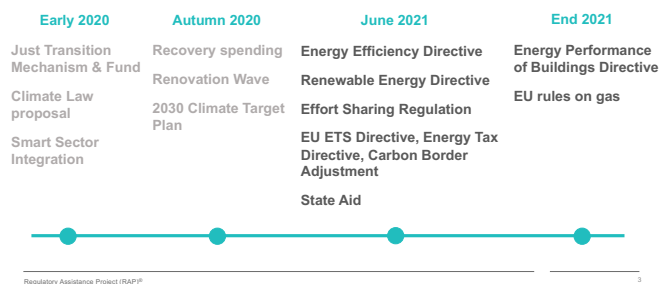 Early 2020
Just Transition
Mechanism & Fund
Climate Law
proposal
Smart Sector
Integration
Autumn 2020
Recovery spending
Renovation Wave
2030 Climate Target
Plan
June 2021
Energy Efficiency Directive
Renewable Energy Directive
Effort Sharing Regulation
EU ETS Directive, Energy Tax
Directive, Carbon Border
Adjustment
State Aid
End 2021
Energy Performance
of Buildings Directive
EU rules on gas
Regulatory Assistance Project (RAP)®
3